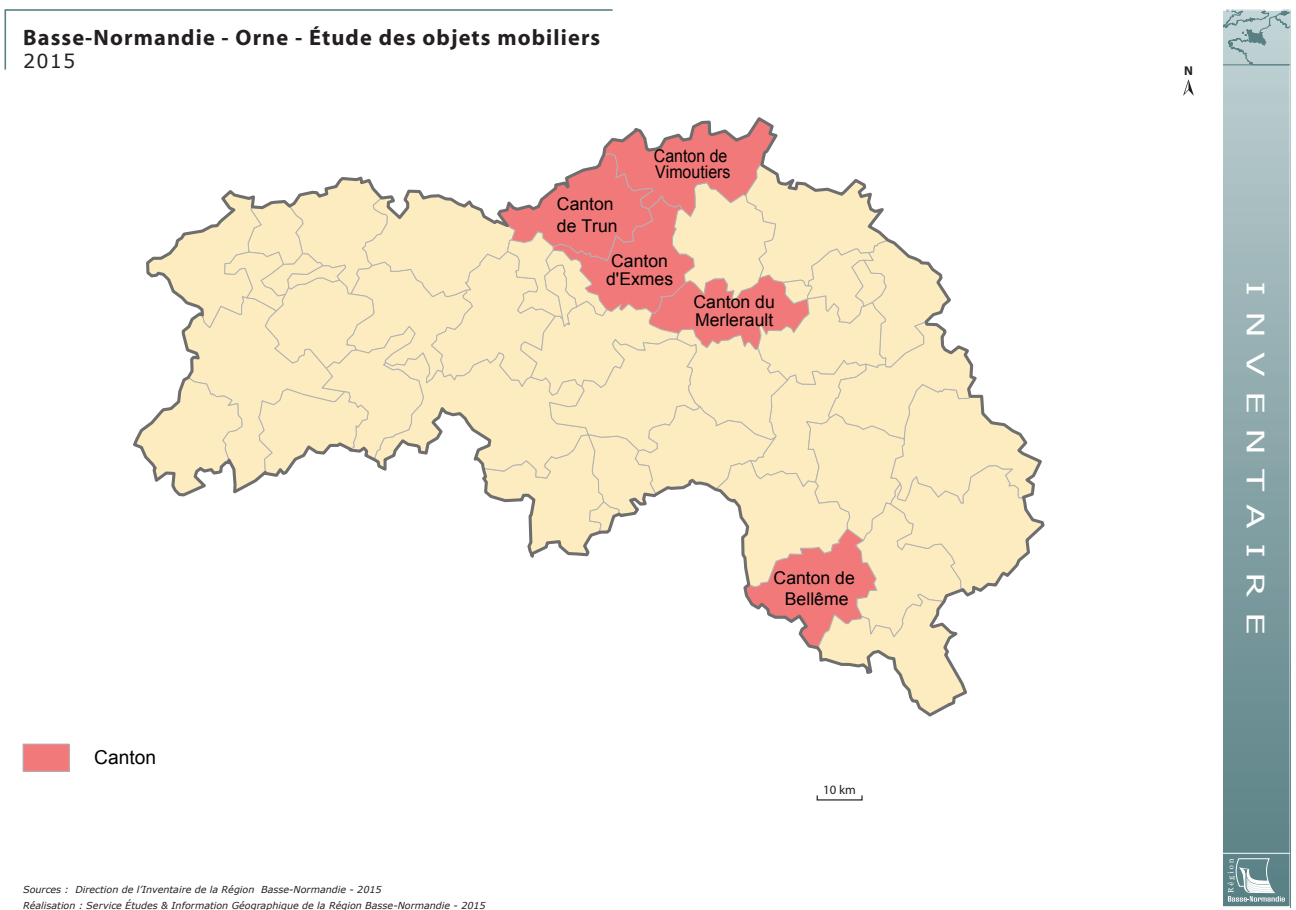 Basse-Normandie - Orne - Étude des objets mobiliers
2015
N
Canton de
Vimoutiers
Canton
de Trun
Canton
d'Exmes
Canton du
Merlerault
Canton de
Bellême
Canton
10 km
Sources : Direction de l'Inventaire de la Région Basse-Normandie - 2015
Réalisation : Service Études & Information Géographique de la Région Basse-Normandie - 2015
INVENTAIRE
Région
Basse-Normandie